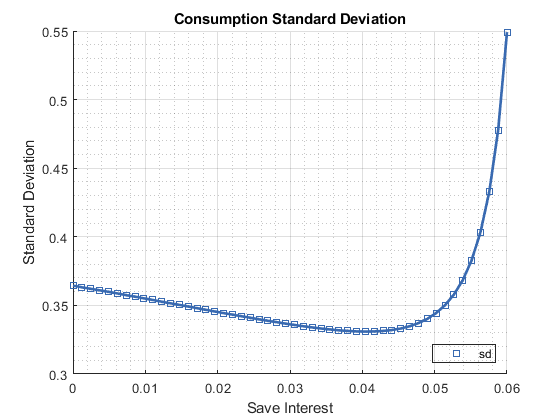 Consumption Standard Deviation
0.55
0.5
0.45
0.4
0.35
0.3
Standard Deviation
sd
0 0.01 0.02 0.03 0.04 0.05 0.06
Save Interest